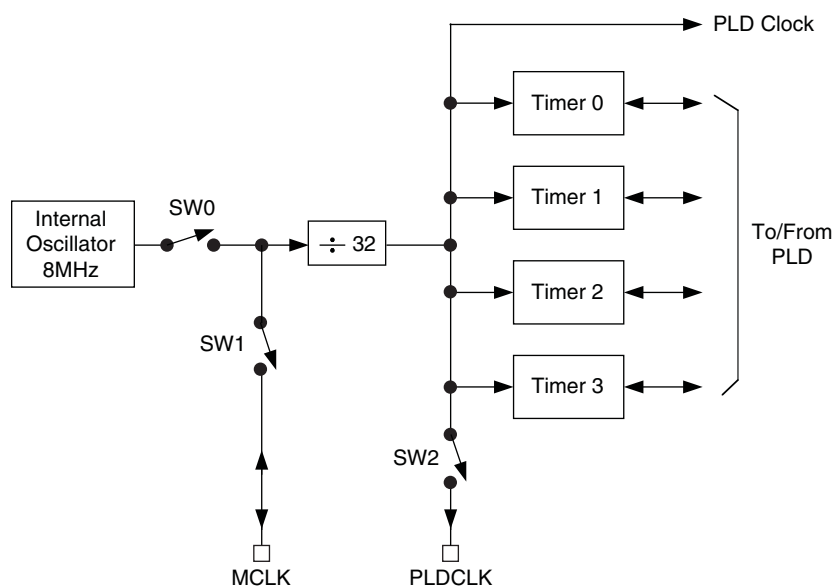 PLD Clock
Timer 0
Timer 1
SW0
Internal
Oscillator
8MHz
÷ 32
To/From
PLD
Timer 2
SW1
Timer 3
SW2
MCLK
PLDCLK